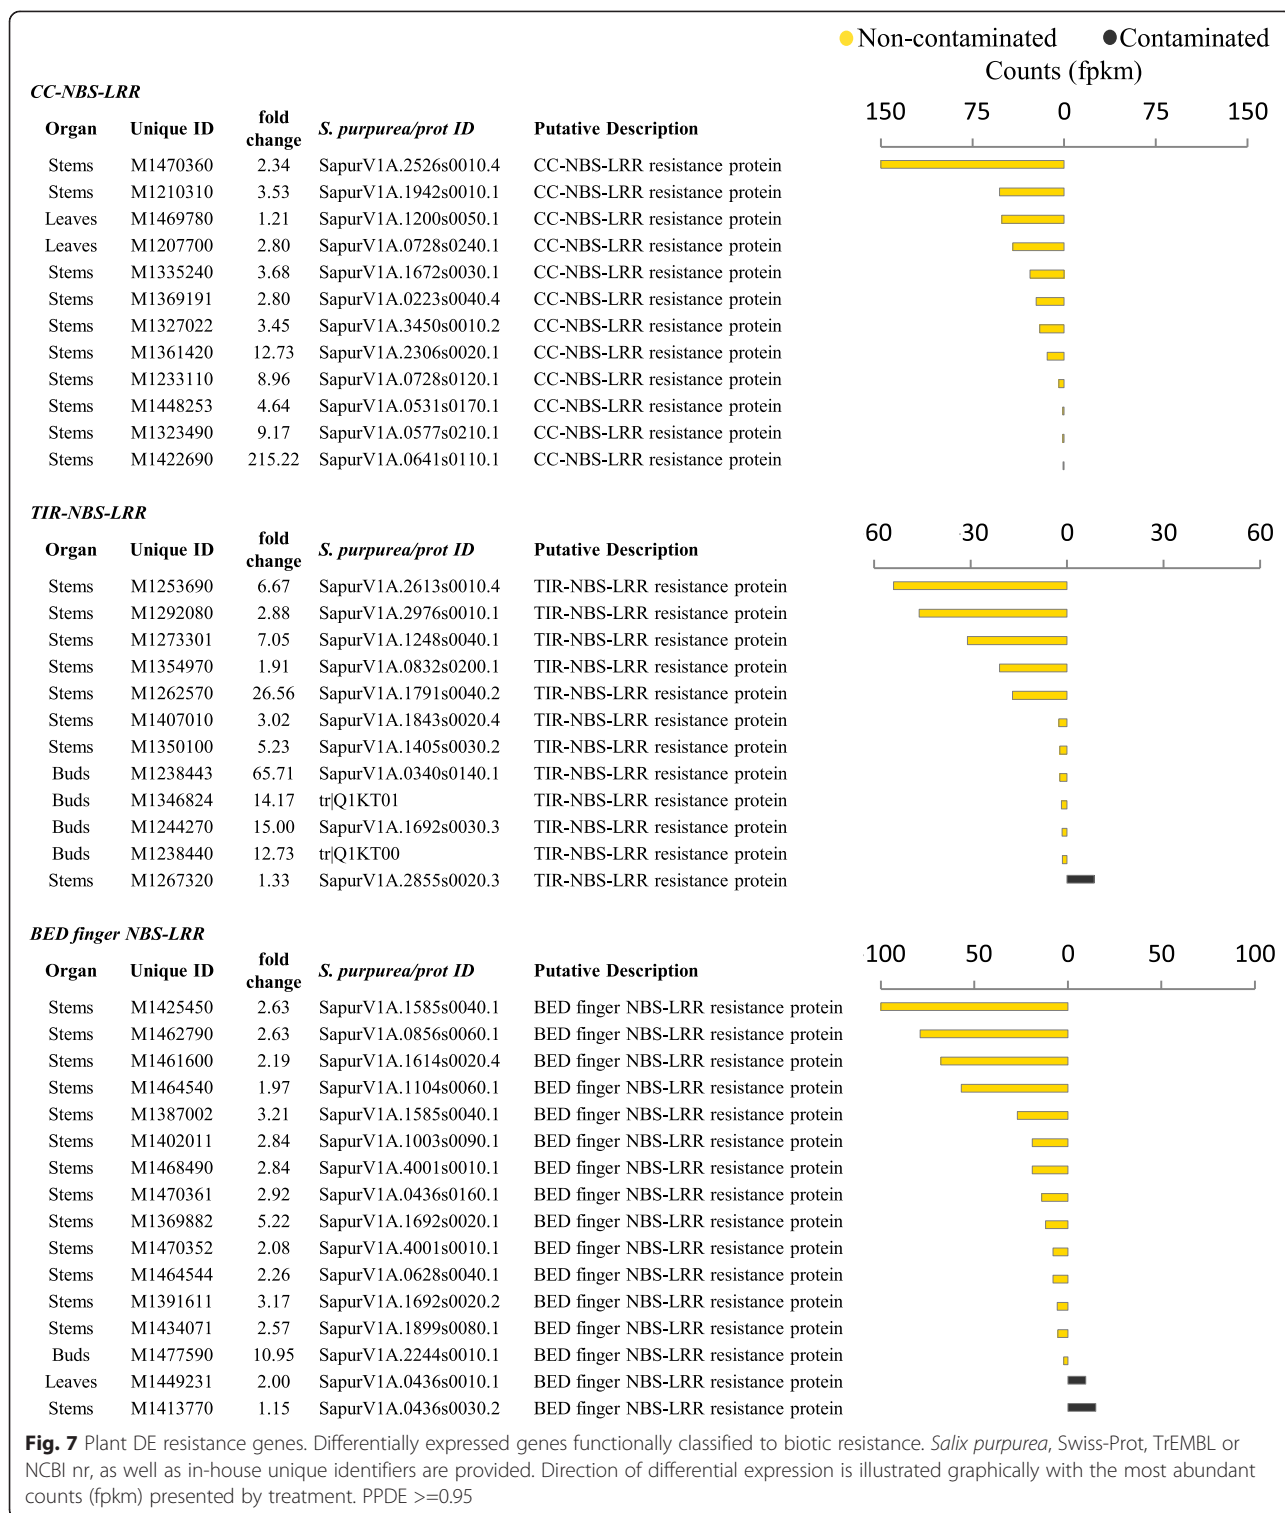 Non-contaminated Contaminated
Counts (fpkm)
CC-NBS-LRR
150 75 0 75 150
Organ Unique ID fold change S. purpurea/prot ID Putative Description
Stems M1470360 2.34 SapurV1A.2526s0010.4 CC-NBS-LRR resistance protein
Stems M1210310 3.53 SapurV1A.1942s0010.1 CC-NBS-LRR resistance protein
Leaves M1469780 1.21 SapurV1A.1200s0050.1 CC-NBS-LRR resistance protein
Leaves M1207700 2.80 SapurV1A.0728s0240.1 CC-NBS-LRR resistance protein
Stems M1335240 3.68 SapurV1A.1672s0030.1 CC-NBS-LRR resistance protein
Stems M1369191 2.80 SapurV1A.0223s0040.4 CC-NBS-LRR resistance protein
Stems M1327022 3.45 SapurV1A.3450s0010.2 CC-NBS-LRR resistance protein
Stems M1361420 12.73 SapurV1A.2306s0020.1 CC-NBS-LRR resistance protein
Stems M1233110 8.96 SapurV1A.0728s0120.1 CC-NBS-LRR resistance protein
Stems M1448253 4.64 SapurV1A.0531s0170.1 CC-NBS-LRR resistance protein
Stems M1323490 9.17 SapurV1A.0577s0210.1 CC-NBS-LRR resistance protein
Stems M1422690 215.22 SapurV1A.0641s0110.1 CC-NBS-LRR resistance protein
TIR-NBS-LRR
60 30 0 30 60
Organ Unique ID fold change S. purpurea/prot ID Putative Description
Stems M1253690 6.67 SapurV1A.2613s0010.4 TIR-NBS-LRR resistance protein
Stems M1292080 2.88 SapurV1A.2976s0010.1 TIR-NBS-LRR resistance protein
Stems M1273301 7.05 SapurV1A.1248s0040.1 TIR-NBS-LRR resistance protein
Stems M1354970 1.91 SapurV1A.0832s0200.1 TIR-NBS-LRR resistance protein
Stems M1262570 26.56 SapurV1A.1791s0040.2 TIR-NBS-LRR resistance protein
Stems M1407010 3.02 SapurV1A.1843s0020.4 TIR-NBS-LRR resistance protein
Stems M1350100 5.23 SapurV1A.1405s0030.2 TIR-NBS-LRR resistance protein
Buds M1238443 65.71 SapurV1A.0340s0140.1 TIR-NBS-LRR resistance protein
Buds M1346824 14.17 tr|Q1KT01 TIR-NBS-LRR resistance protein
Buds M1244270 15.00 SapurV1A.1692s0030.3 TIR-NBS-LRR resistance protein
Buds M1238440 12.73 tr|Q1KT00 TIR-NBS-LRR resistance protein
Stems M1267320 1.33 SapurV1A.2855s0020.3 TIR-NBS-LRR resistance protein
BED finger NBS-LRR
100 50 0 50 100
Organ Unique ID fold change S. purpurea/prot ID Putative Description
Stems M1425450 2.63 SapurV1A.1585s0040.1 BED finger NBS-LRR resistance protein
Stems M1462790 2.63 SapurV1A.0856s0060.1 BED finger NBS-LRR resistance protein
Stems M1461600 2.19 SapurV1A.1614s0020.4 BED finger NBS-LRR resistance protein
Stems M1464540 1.97 SapurV1A.1104s0060.1 BED finger NBS-LRR resistance protein
Stems M1387002 3.21 SapurV1A.1585s0040.1 BED finger NBS-LRR resistance protein
Stems M1402011 2.84 SapurV1A.1003s0090.1 BED finger NBS-LRR resistance protein
Stems M1468490 2.84 SapurV1A.4001s0010.1 BED finger NBS-LRR resistance protein
Stems M1470361 2.92 SapurV1A.0436s0160.1 BED finger NBS-LRR resistance protein
Stems M1369882 5.22 SapurV1A.1692s0020.1 BED finger NBS-LRR resistance protein
Stems M1470352 2.08 SapurV1A.4001s0010.1 BED finger NBS-LRR resistance protein
Stems M1464544 2.26 SapurV1A.0628s0040.1 BED finger NBS-LRR resistance protein
Stems M1391611 3.17 SapurV1A.1692s0020.2 BED finger NBS-LRR resistance protein
Stems M1434071 2.57 SapurV1A.1899s0080.1 BED finger NBS-LRR resistance protein
Buds M1477590 10.95 SapurV1A.2244s0010.1 BED finger NBS-LRR resistance protein
Leaves M1449231 2.00 SapurV1A.0436s0010.1 BED finger NBS-LRR resistance protein
Stems M1413770 1.15 SapurV1A.0436s0030.2 BED finger NBS-LRR resistance protein
Fig. 7 Plant DE resistance genes. Differentially expressed genes functionally classified to biotic resistance. Salix purpurea, Swiss-Prot, TrEMBL or
NCBI nr, as well as in-house unique identifiers are provided. Direction of differential expression is illustrated graphically with the most abundant
counts (fpkm) presented by treatment. PPDE >=0.95